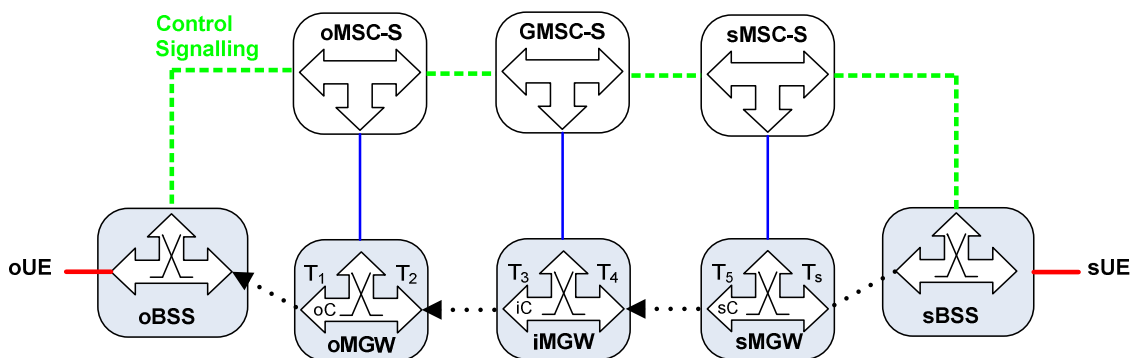 Control
Signalling
oMSC-S
GMSC-S
sMSC-S
oUE
sUE
T1
T2
T3
T4
T5
Ts
oC
iC
sC
oBSS
oMGW
iMGW
sMGW
sBSS